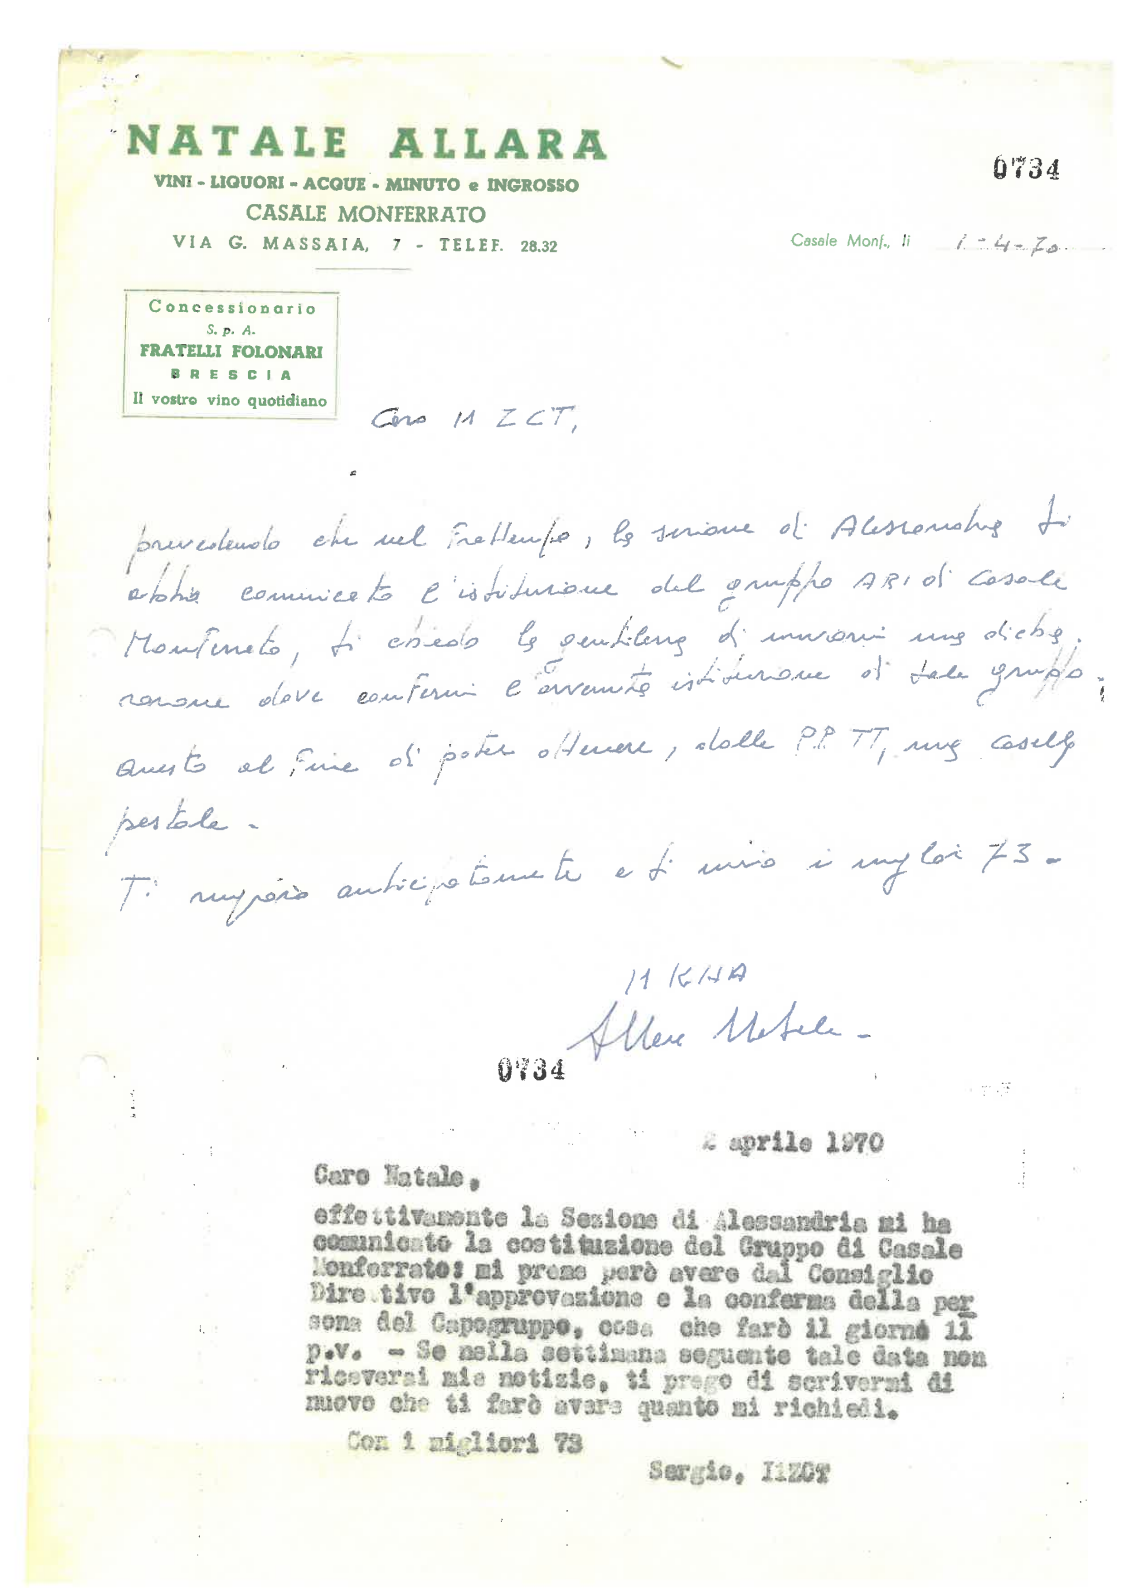 NATALE ALLARA
VINI - LIQUORI - ACQUE - MINUTO e INGROSSO
CASALE MONFERRATO
VIA G. MASSAIA, 7 - TELEF. 28.32
0734
Casale Monf., li 1-4-70
Concessionario
S. p. A.
FRATELLI FOLONARI
BRESCIA
Il vostro vino quotidiano
Caro I1 ZCT,
prevedendo che nel frattempo, la sezione di Alessandria ti
abbia comunicato l'istituzione del gruppo ARI di Casale
Monferrato, ti chiedo la gentilezza di inviarmi una dichia-
razione dove confermi l'avvenuta istituzione di tale gruppo.
Questo al fine di poter ottenere, dalle P.P. TT, una casella
postale -
Ti ringrazio anticipatamente e ti invio i migliori 73 -
I1 KHA
Allara Natale -
0734
2 aprile 1970
Caro Natale,
effettivamente la Sezione di Alessandria mi ha
comunicato la costituzione del Gruppo di Casale
Monferrato: mi preme però avere dal Consiglio
Direttivo l'approvazione e la conferma della per
sona del Capogruppo, cosa che farò il giorno 11
p.v. - Se nella settimana seguente tale data non
riceverai mie notizie, ti prego di scrivermi di
nuovo che ti farò avere quanto mi richiedi.
Con i migliori 73
Sergio, I1ZCT